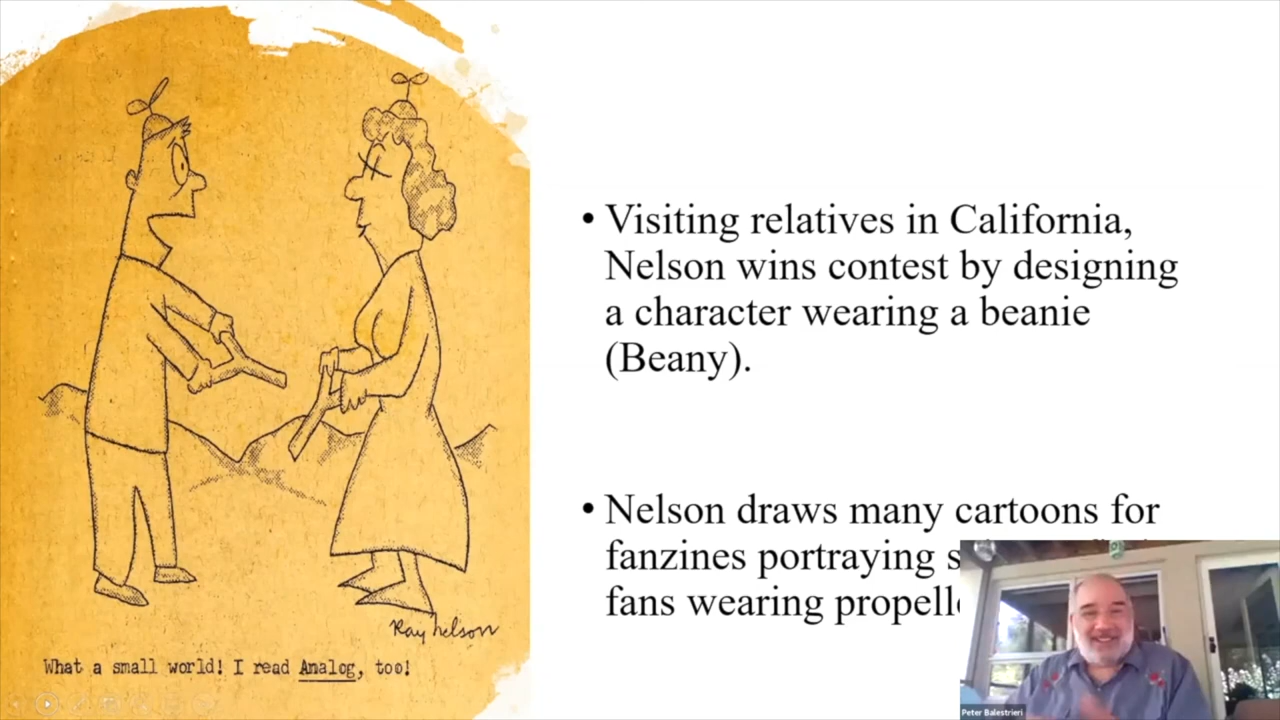 • Visiting relatives in California,
Nelson wins contest by designing
a character wearing a beanie
(Beany).
• Nelson draws many cartoons for
fanzines portraying
fans wearing
Ray Nelson
What a small world! I read Analog, too!
Peter Balestrieri